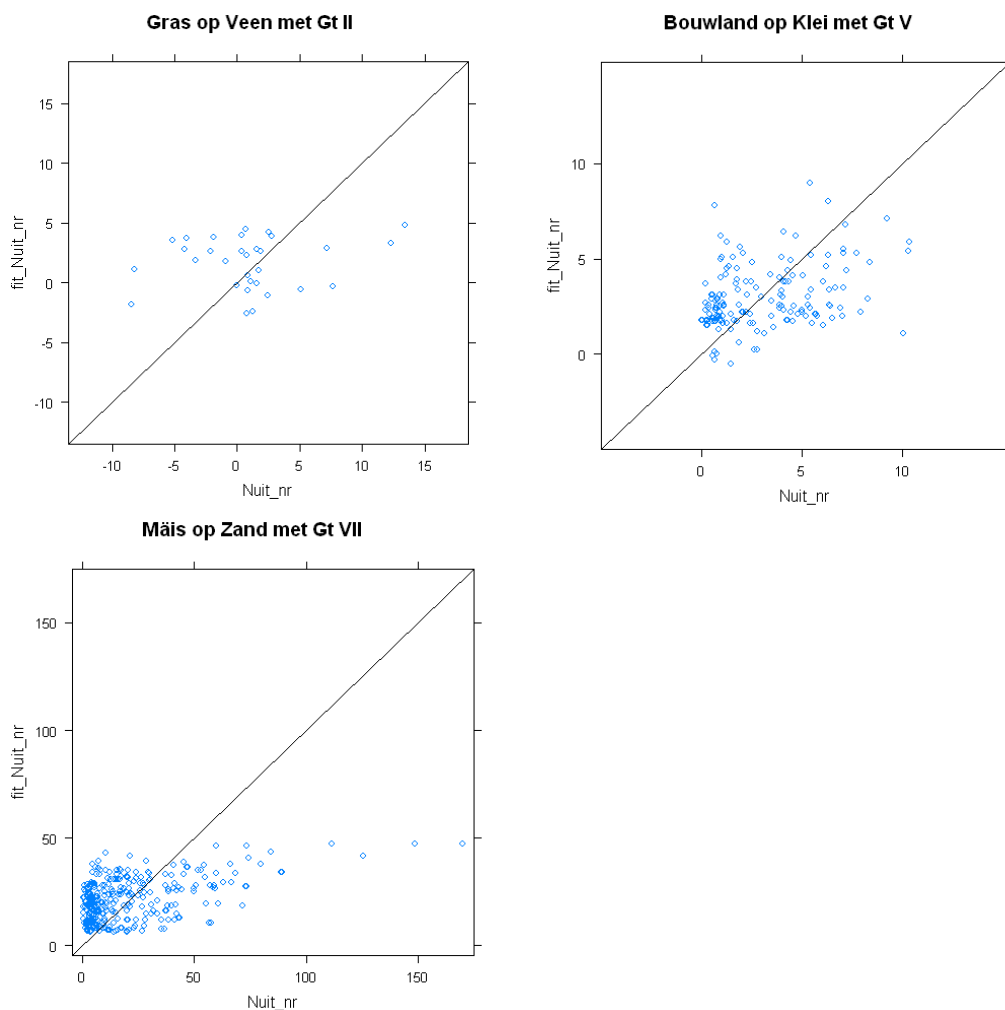 Gras op Veen met Gt II
15
10
5
0
-5
-10
fit_Nuit_nr
-10 -5 0 5 10 15
Nuit_nr
Bouwland op Klei met Gt V
10
5
0
fit_Nuit_nr
0 5 10
Nuit_nr
Mäis op Zand met Gt VII
150
100
50
0
fit_Nuit_nr
0 50 100 150
Nuit_nr